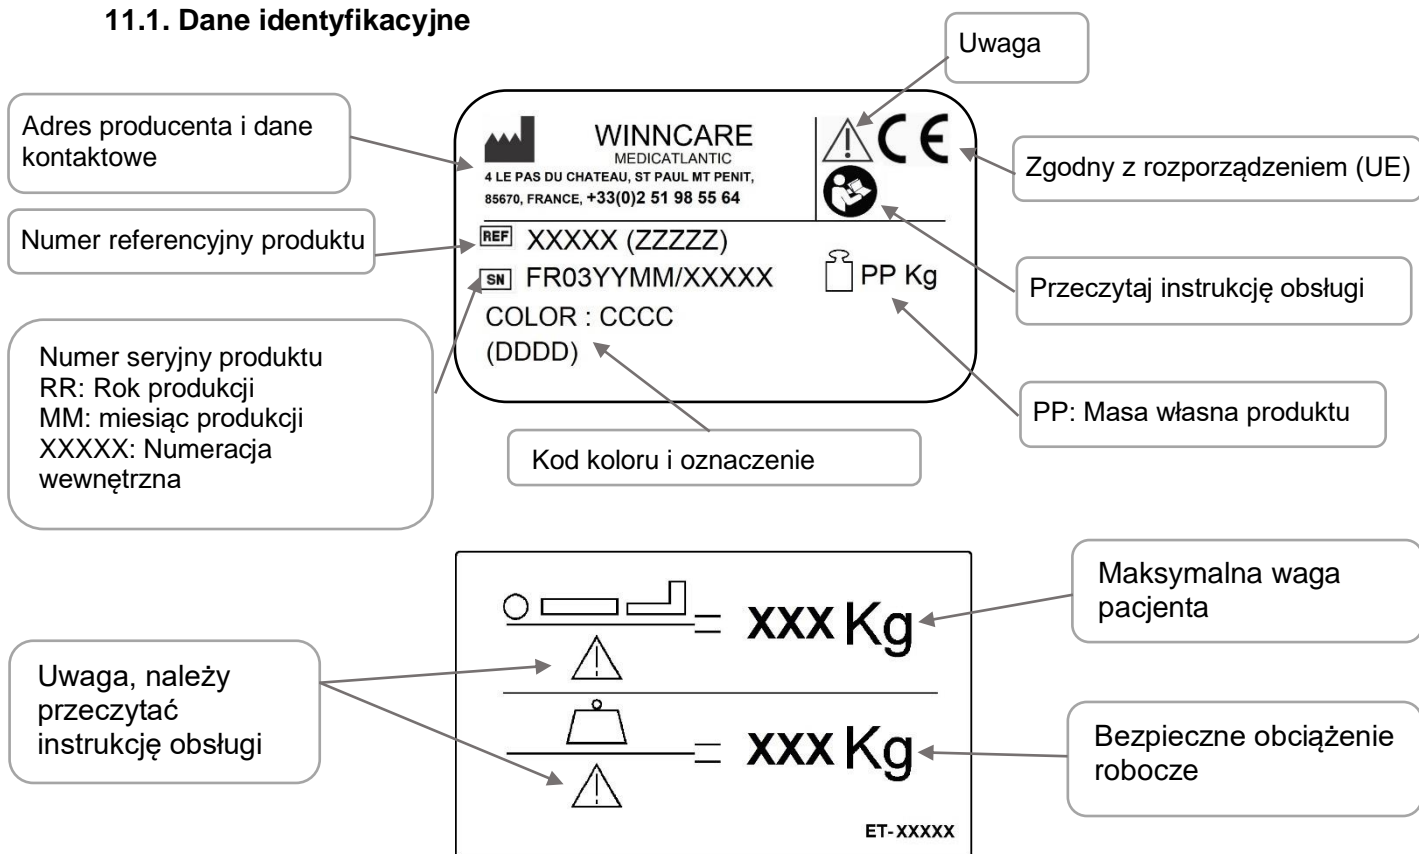 11.1. Dane identyfikacyjne
Uwaga
Adres producenta i dane
kontaktowe
WINNCARE
MEDICATLANTIC
4 LE PAS DU CHATEAU, ST PAUL MT PENIT,
85670, FRANCE, +33(0)2 51 98 55 64
CE
Zgodny z rozporządzeniem (UE)
Numer referencyjny produktu
REF XXXXX (ZZZZZ)
SN FR03YYMM/XXXXX
PP Kg
COLOR : CCCC
(DDDD)
Przeczytaj instrukcję obsługi
Numer seryjny produktu
RR: Rok produkcji
MM: miesiąc produkcji
XXXXX: Numeracja
wewnętrzna
PP: Masa własna produktu
Kod koloru i oznaczenie
= XXX Kg
Maksymalna waga
pacjenta
Uwaga, należy
przeczytać
instrukcję obsługi
= XXX Kg
Bezpieczne obciążenie
robocze
ET-XXXXX